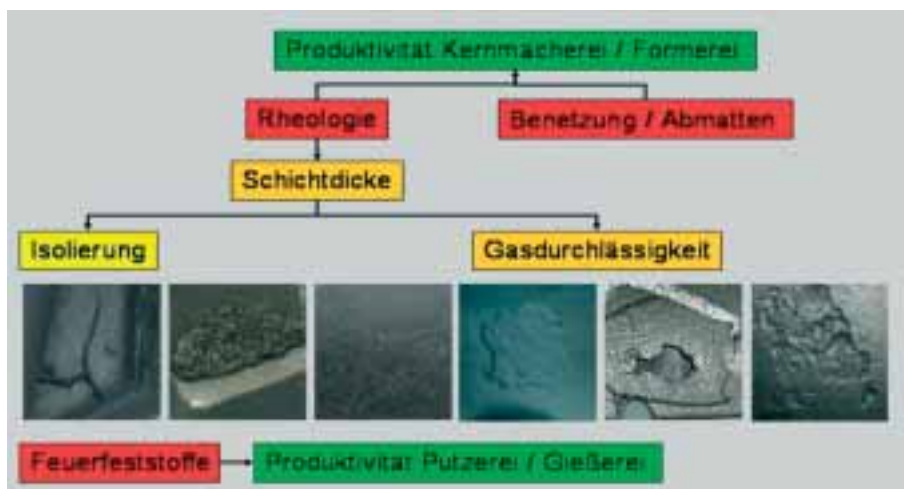 Produktivität Kernmacherei / Formerei
Rheologie
Benetzung / Abmatten
Schichtdicke
Isolierung
Gasdurchlässigkeit
Feuerfeststoffe
Produktivität Putzerei / Gießerei